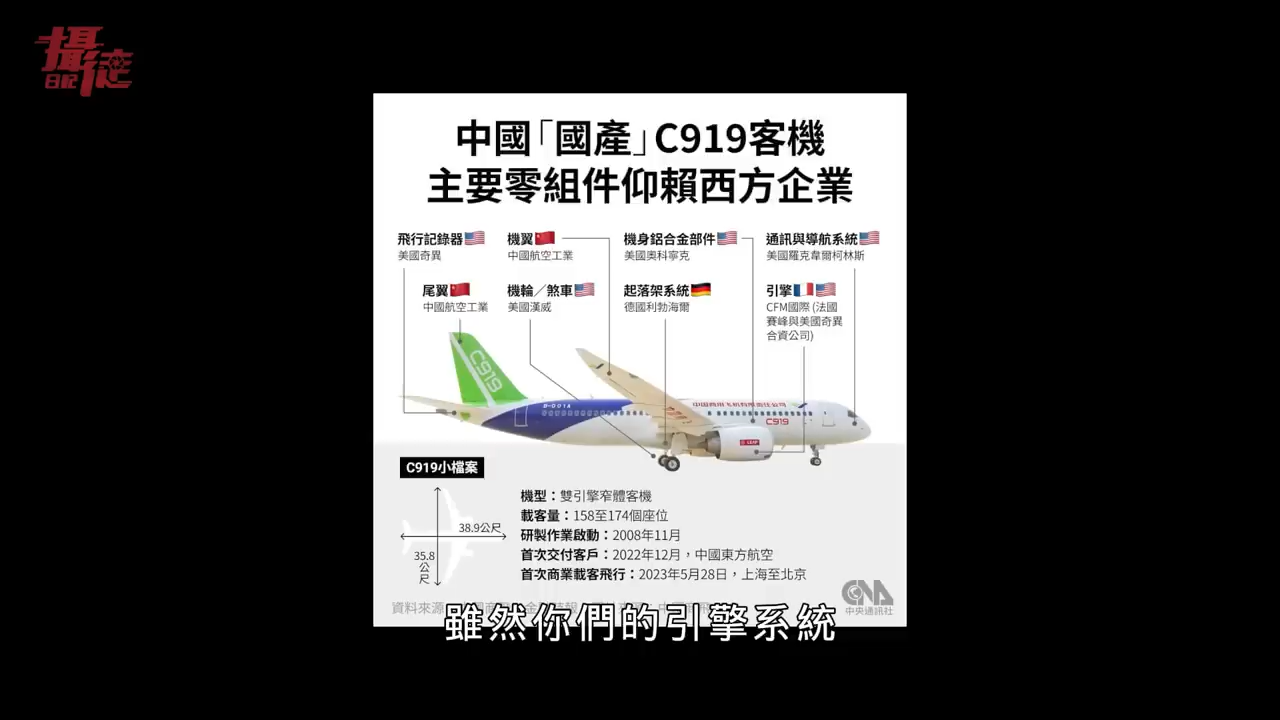 攝徒
日記
中國「國產」C919客機
主要零組件仰賴西方企業
飛行記錄器
美國奇異
機翼
中國航空工業
機身鋁合金部件
美國奧科寧克
通訊與導航系統
美國羅克韋爾柯林斯
尾翼
中國航空工業
機輪／煞車
美國漢威
起落架系統
德國利勃海爾
引擎
CFM國際 (法國
賽峰與美國奇異
合資公司)
C919
B-001A
C919
LEAP
C919小檔案
38.9公尺
35.8
公
尺
機型：雙引擎窄體客機
載客量：158至174個座位
研製作業啟動：2008年11月
首次交付客戶：2022年12月，中國東方航空
首次商業載客飛行：2023年5月28日，上海至北京
CNA
中央通訊社
資料來源
雖然你們的引擎系統